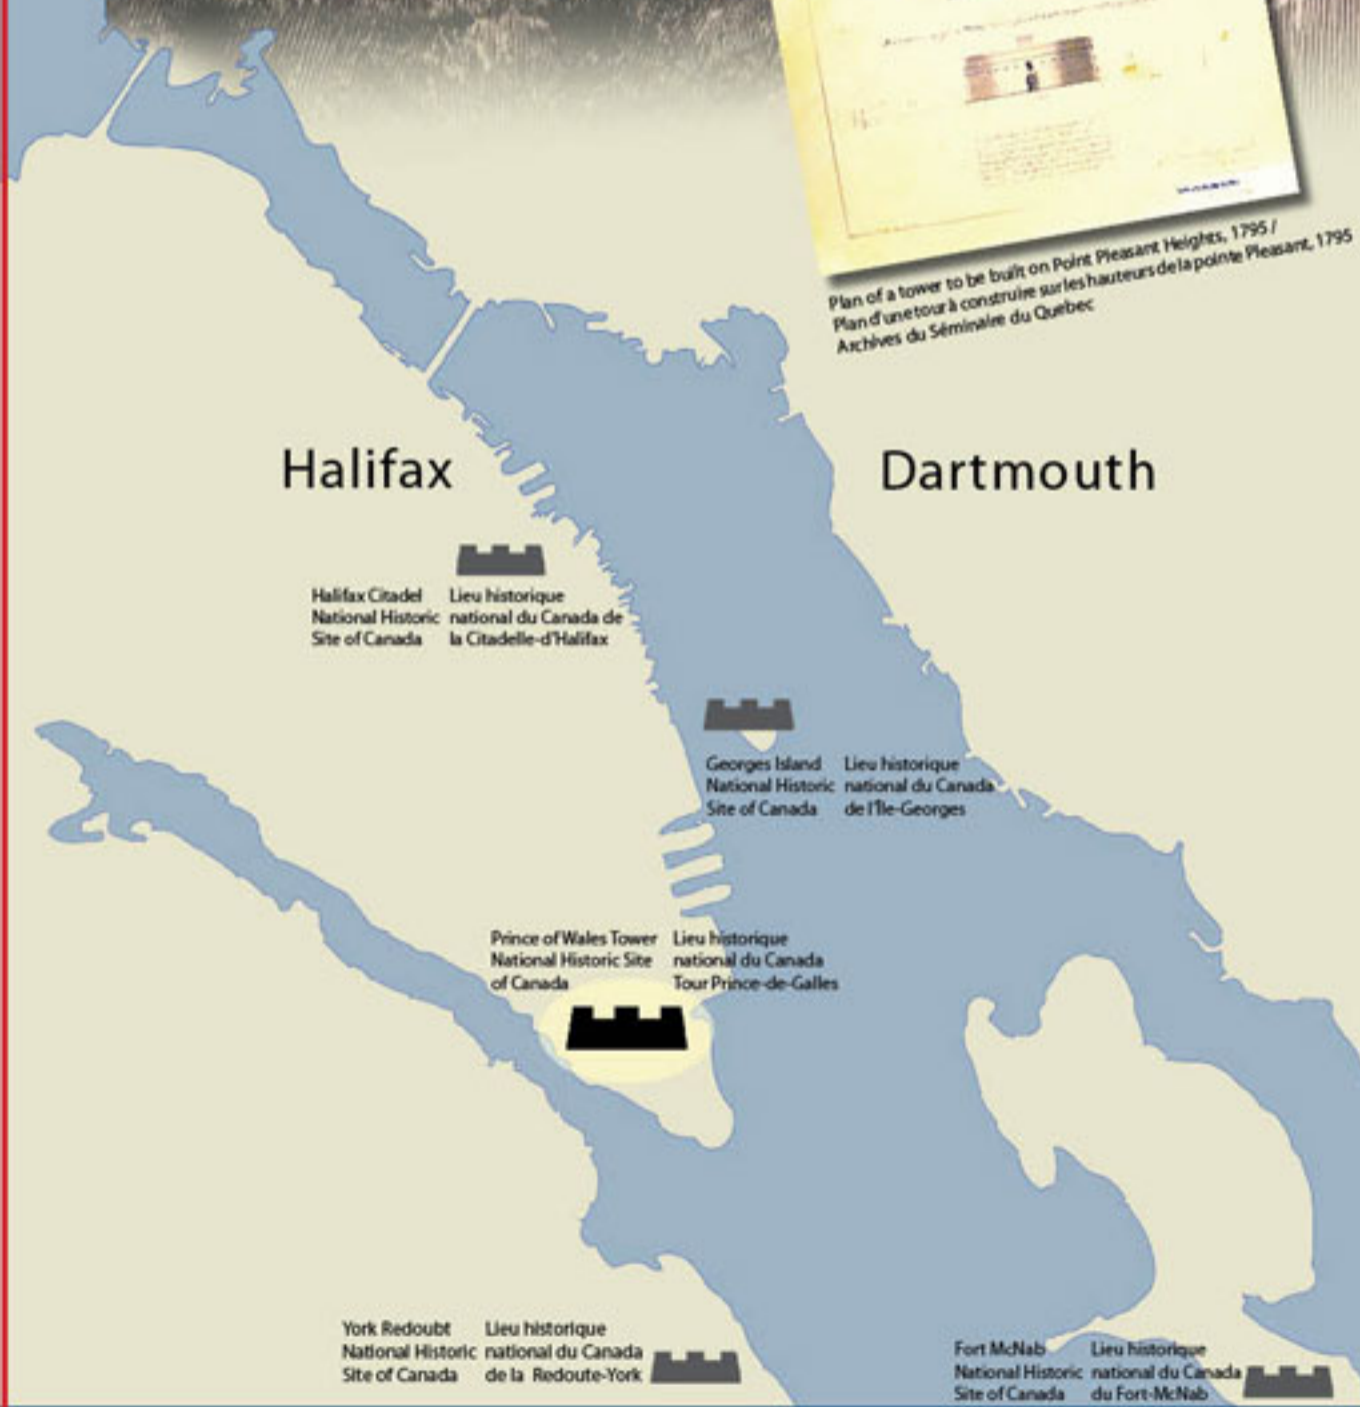 Plan of a tower to be built on Point Pleasant Heights, 1795 /
Plan d'une tour à construire sur les hauteurs de la pointe Pleasant, 1795
Archives du Séminaire du Quebec
Halifax
Dartmouth
Halifax Citadel
National Historic
Site of Canada
Lieu historique
national du Canada de
la Citadelle-d'Halifax
Georges Island
National Historic
Site of Canada
Lieu historique
national du Canada
de l'Île-Georges
Prince of Wales Tower
National Historic Site
of Canada
Lieu historique
national du Canada
Tour Prince-de-Galles
York Redoubt
National Historic
Site of Canada
Lieu historique
national du Canada
de la Redoute-York
Fort McNab
National Historic
Site of Canada
Lieu historique
national du Canada
du Fort-McNab